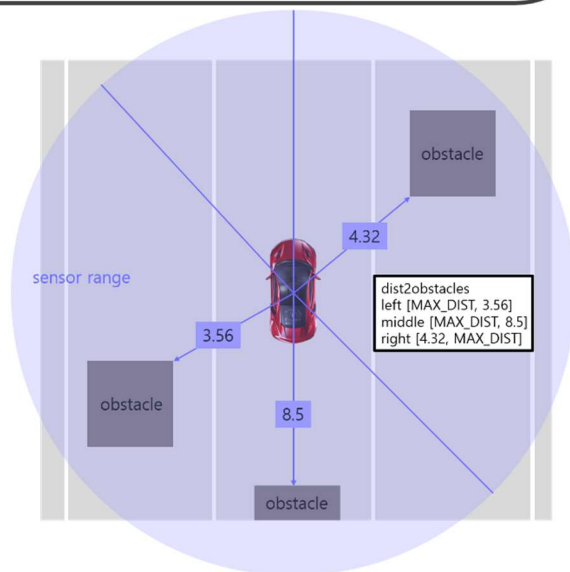 obstacle
4.32
sensor range
dist2obstacles
left [MAX_DIST, 3.56]
middle [MAX_DIST, 8.5]
right [4.32, MAX_DIST]
3.56
obstacle
8.5
obstacle